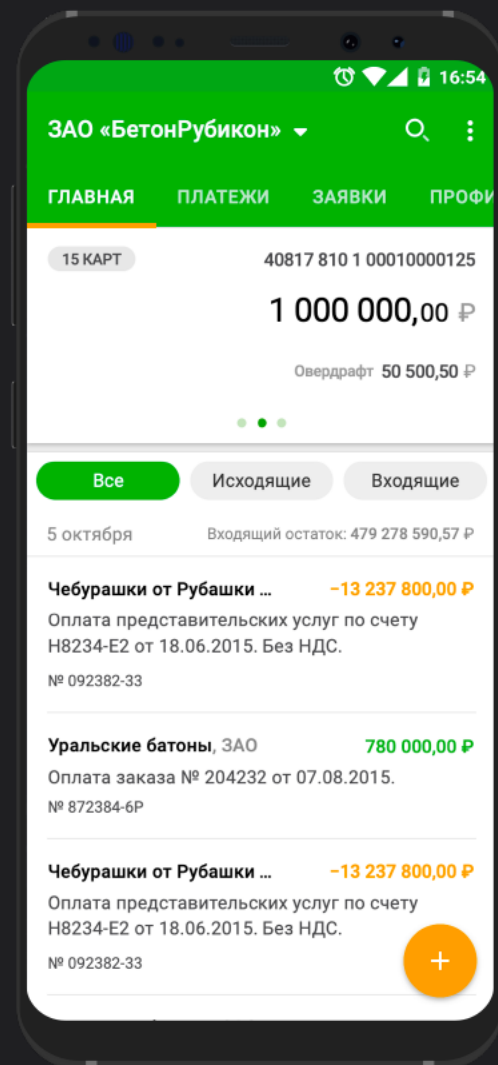 16:54
ЗАО «БетонРубикон»
ГЛАВНАЯ ПЛАТЕЖИ ЗАЯВКИ ПРОФИ
15 КАРТ 40817 810 1 00010000125
1 000 000,00 ₽
Овердрафт 50 500,50 ₽
Все Исходящие Входящие
5 октября Входящий остаток: 479 278 590,57 ₽
Чебурашки от Рубашки ... −13 237 800,00 ₽
Оплата представительских услуг по счету
Н8234-Е2 от 18.06.2015. Без НДС.
№ 092382-33
Уральские батоны, ЗАО 780 000,00 ₽
Оплата заказа № 204232 от 07.08.2015.
№ 872384-6Р
Чебурашки от Рубашки ... −13 237 800,00 ₽
Оплата представительских услуг по счету
Н8234-Е2 от 18.06.2015. Без НДС.
№ 092382-33